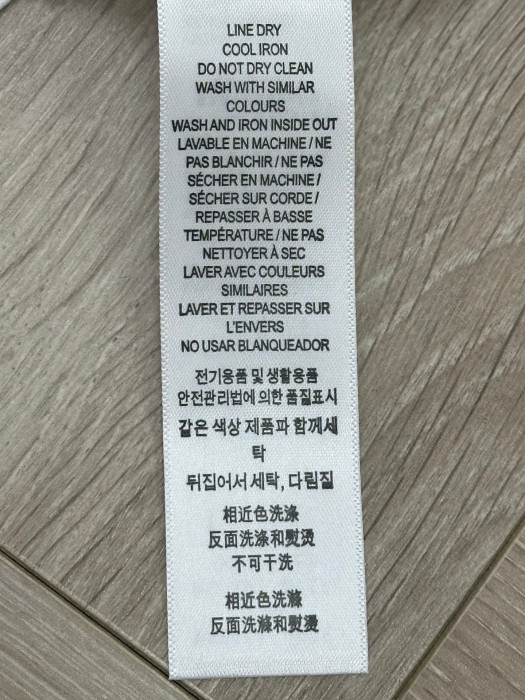 LINE DRY
COOL IRON
DO NOT DRY CLEAN
WASH WITH SIMILAR
COLOURS
WASH AND IRON INSIDE OUT
LAVABLE EN MACHINE / NE
PAS BLANCHIR / NE PAS
SÉCHER EN MACHINE /
SÉCHER SUR CORDE /
REPASSER À BASSE
TEMPÉRATURE / NE PAS
NETTOYER À SEC
LAVER AVEC COULEURS
SIMILAIRES
LAVER ET REPASSER SUR
L'ENVERS
NO USAR BLANQUEADOR
전기용품 및 생활용품
안전관리법에 의한 품질표시
같은 색상 제품과 함께세
탁
뒤집어서 세탁, 다림질
相近色洗涤
反面洗涤和熨烫
不可干洗
相近色洗滌
反面洗滌和熨燙